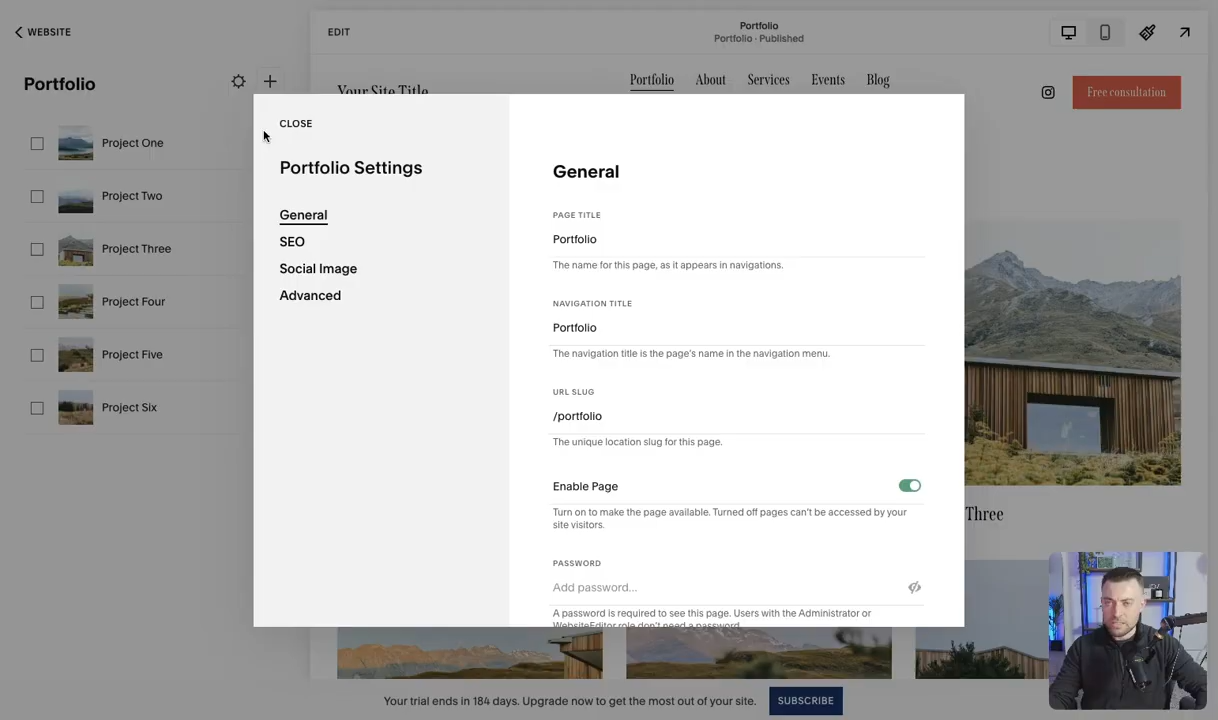 WEBSITE
Portfolio
Project One
Project Two
Project Three
Project Four
Project Five
Project Six
EDIT
Portfolio
Portfolio · Published
Your Site Title
Portfolio
About
Services
Events
Blog
Free consultation
CLOSE
Portfolio Settings
General
SEO
Social Image
Advanced
General
PAGE TITLE
Portfolio
The name for this page, as it appears in navigations.
NAVIGATION TITLE
Portfolio
The navigation title is the page's name in the navigation menu.
URL SLUG
/portfolio
The unique location slug for this page.
Enable Page
Turn on to make the page available. Turned off pages can't be accessed by your
site visitors.
PASSWORD
Add password...
A password is required to see this page. Users with the Administrator or
WebsiteEditor role don't need a password.
Three
Your trial ends in 184 days. Upgrade now to get the most out of your site.
SUBSCRIBE